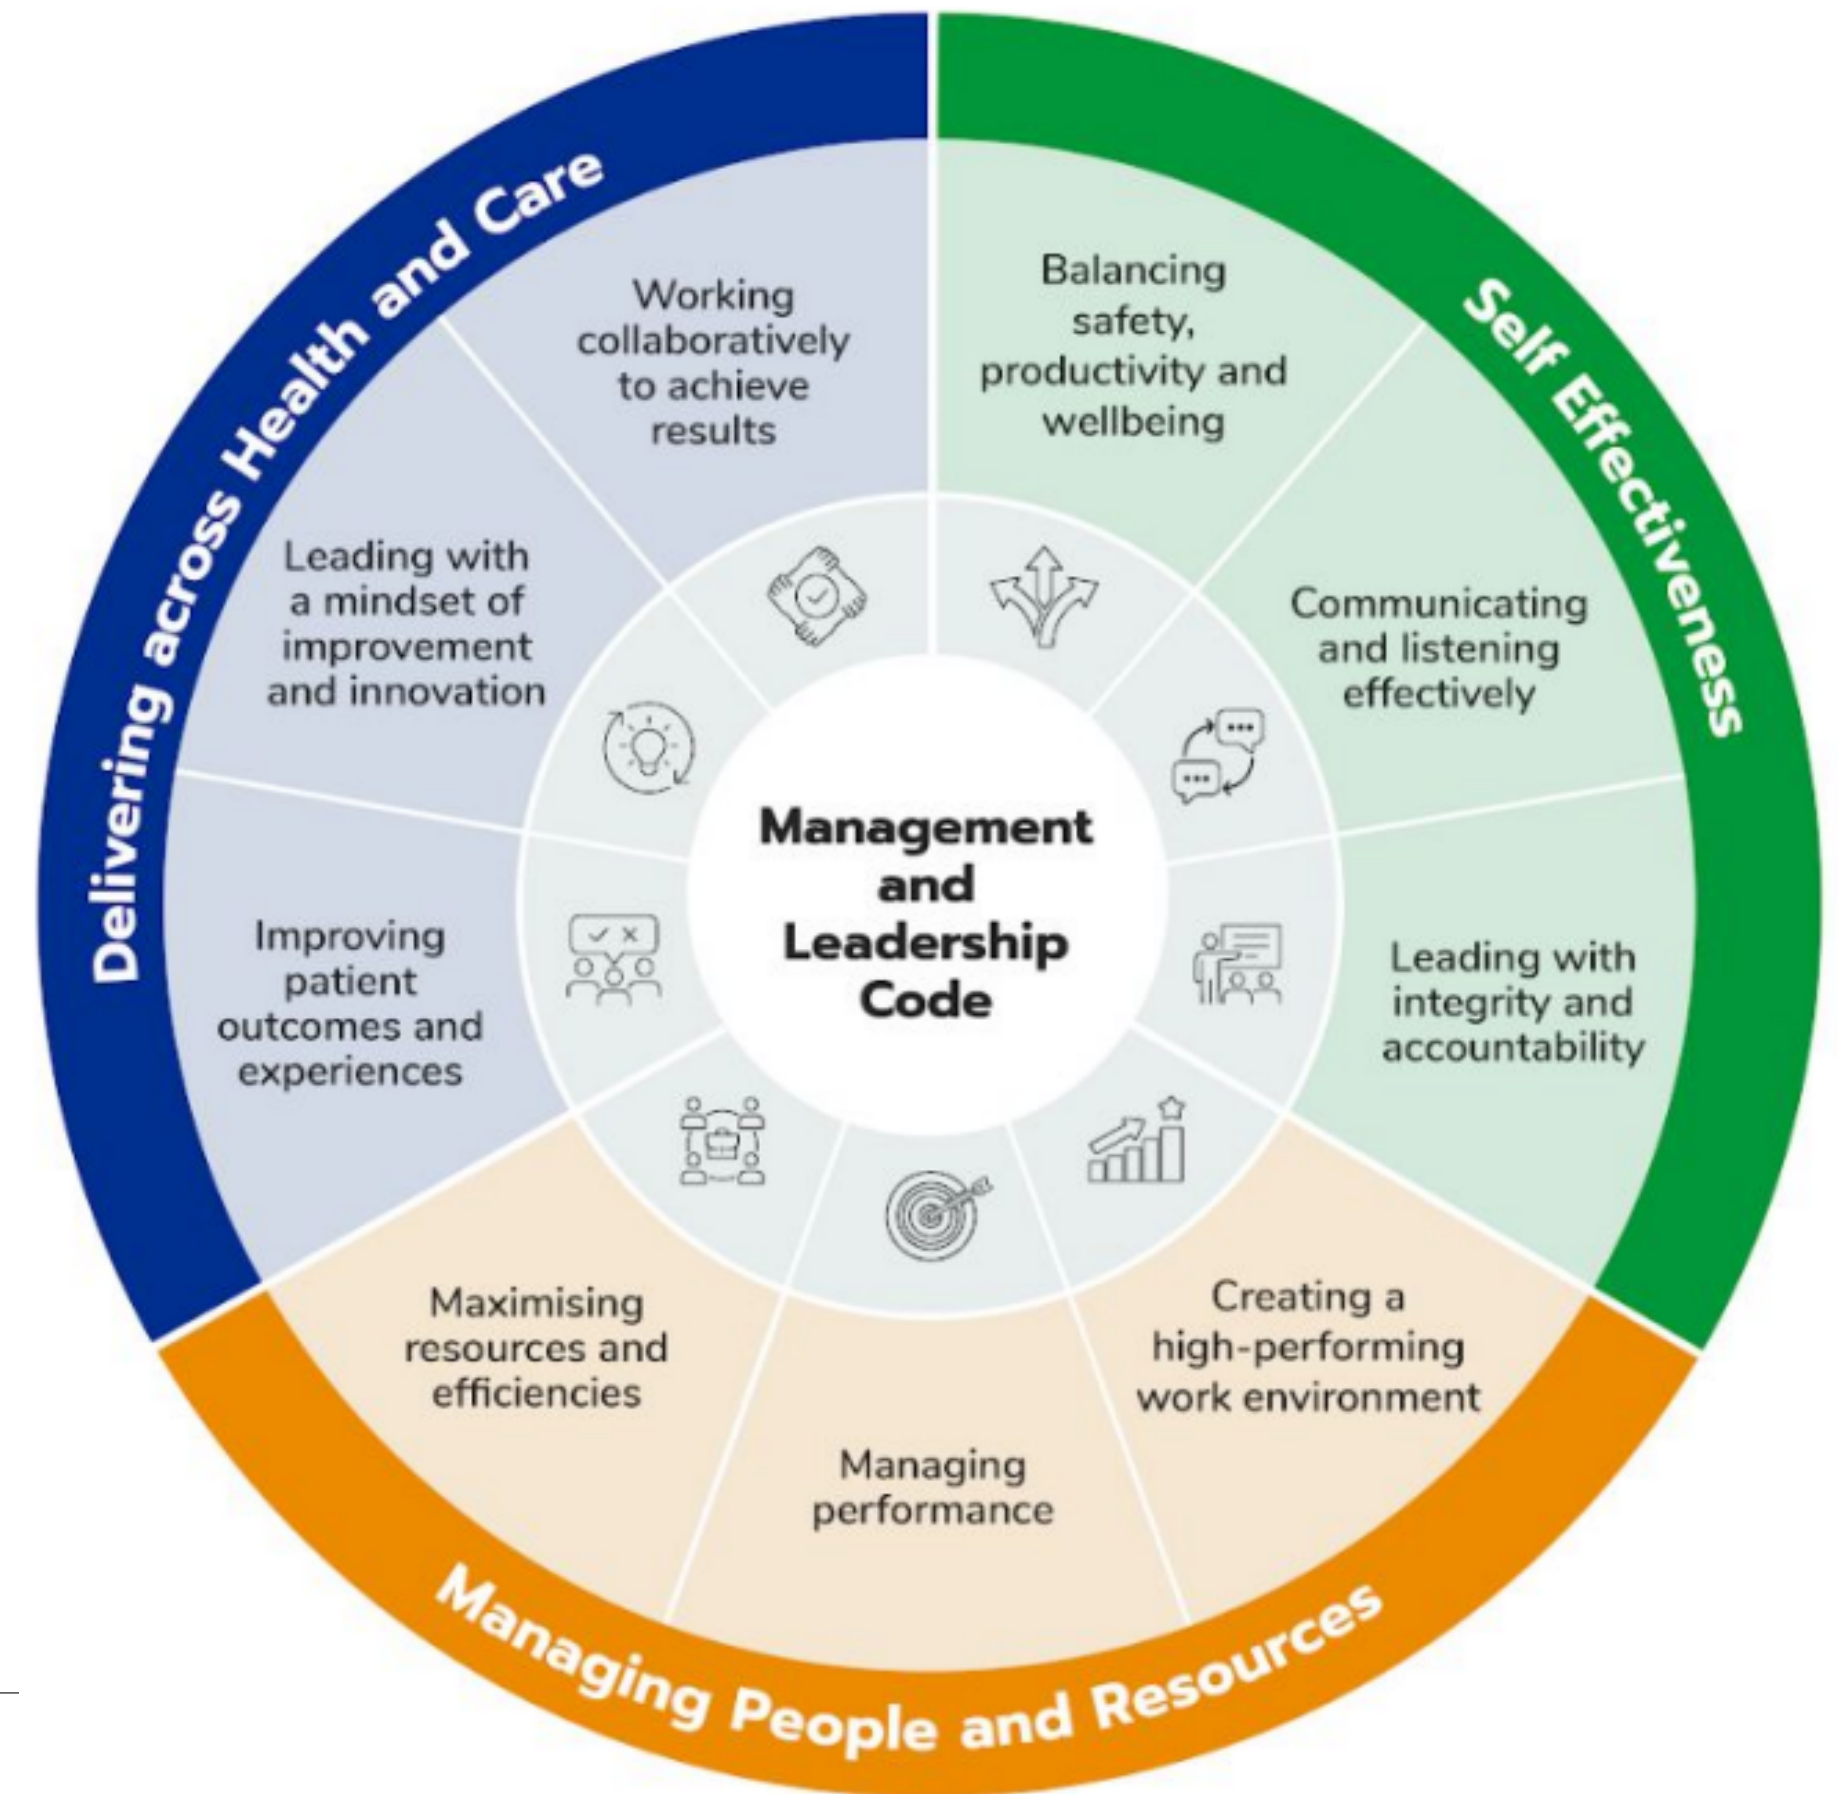 Management
and
Leadership
Code
Self Effectiveness
Balancing
safety,
productivity and
wellbeing
Communicating
and listening
effectively
Leading with
integrity and
accountability
Managing People and Resources
Creating a
high-performing
work environment
Managing
performance
Maximising
resources and
efficiencies
Delivering across Health and Care
Improving
patient
outcomes and
experiences
Leading with
a mindset of
improvement
and innovation
Working
collaboratively
to achieve
results